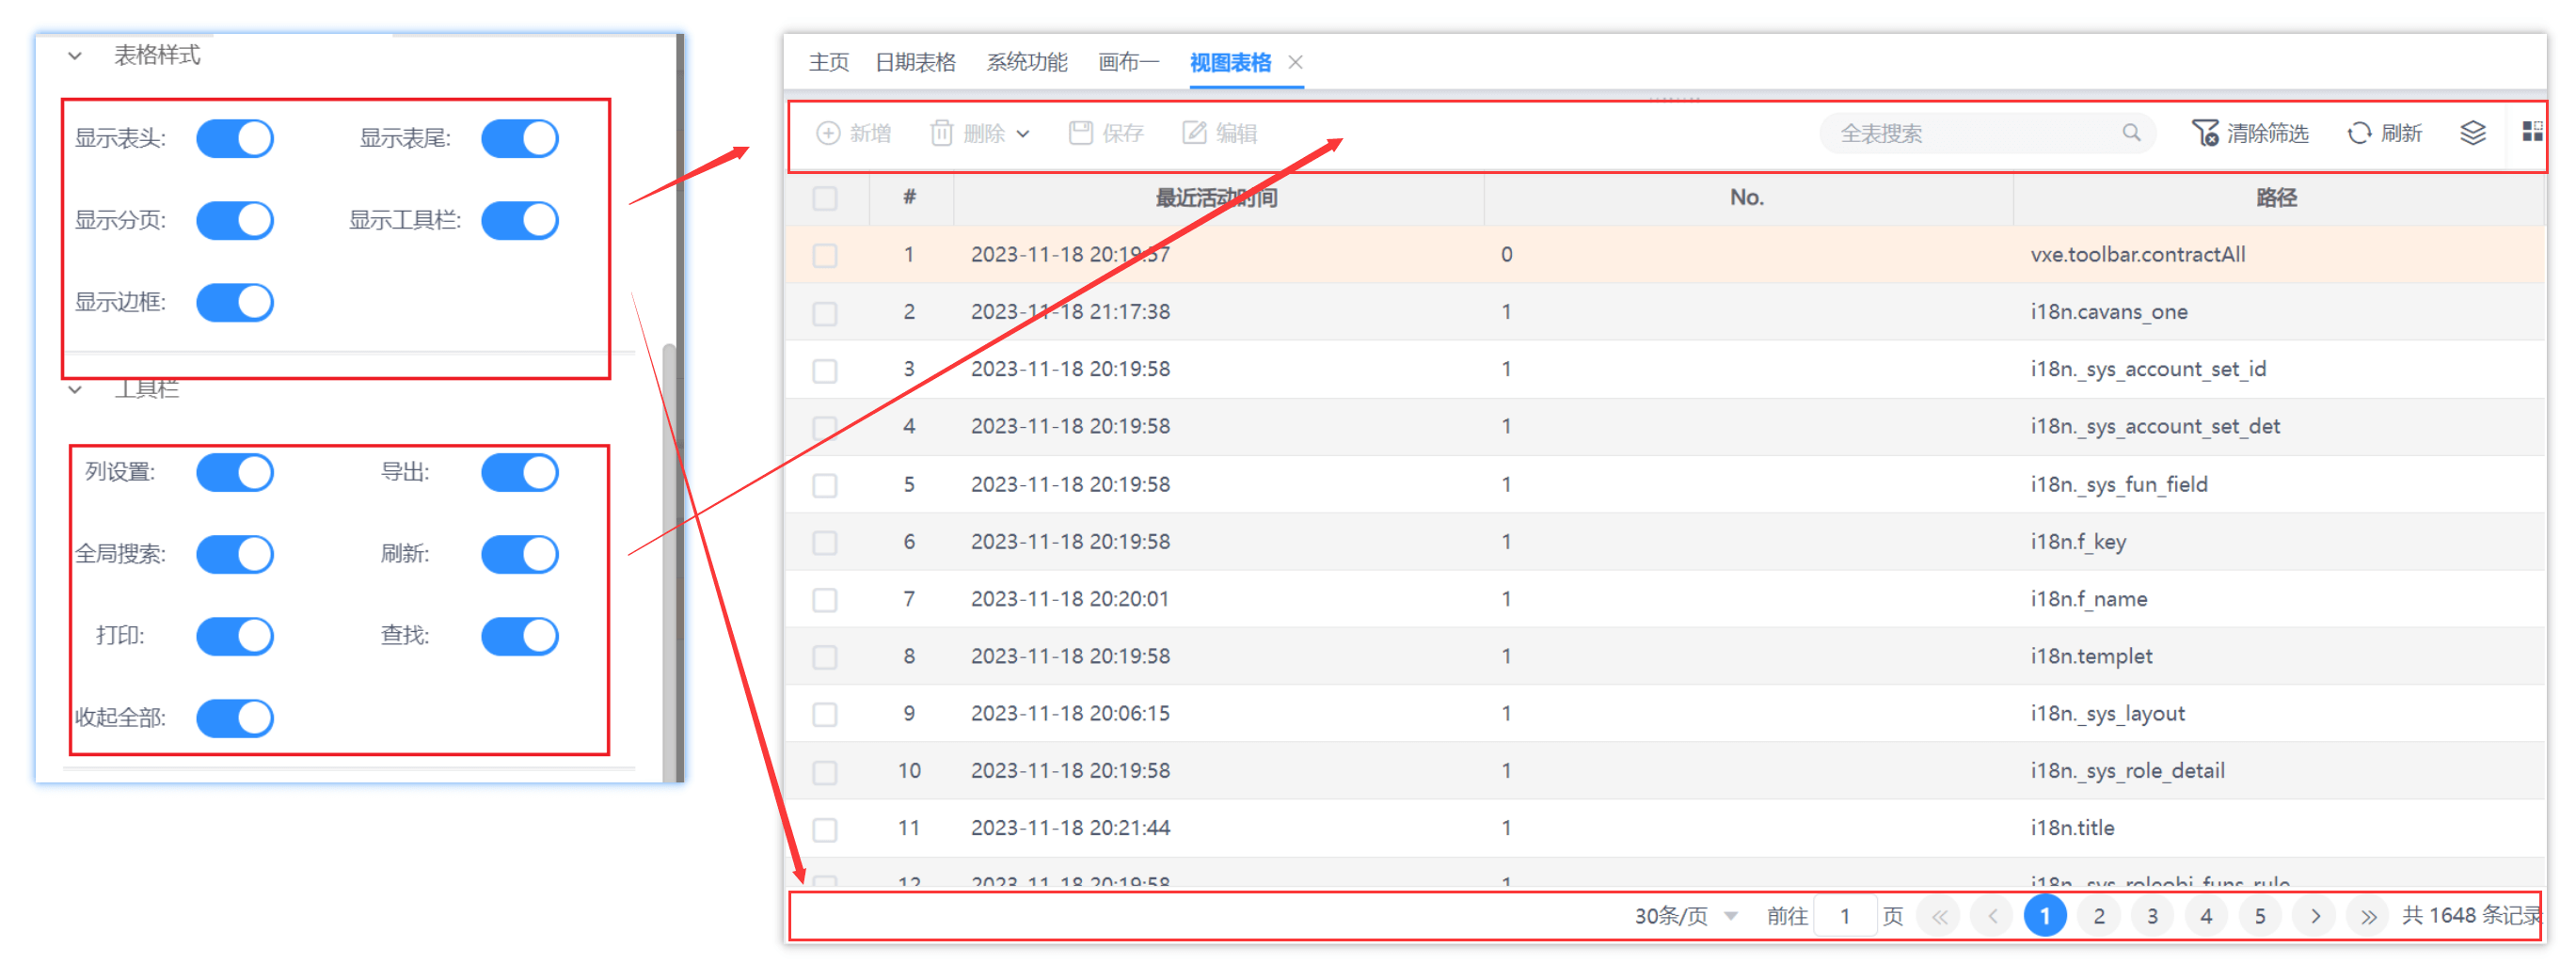 表格样式
显示表头: 显示表尾:
显示分页: 显示工具栏:
显示边框:
工具栏
列设置: 导出:
全局搜索: 刷新:
打印: 查找:
收起全部:
主页 日期表格 系统功能 画布一 视图表格
新增 删除 保存 编辑 全表搜索 清除筛选 刷新
# 最近活动时间 No. 路径
1 2023-11-18 20:19:57 0 vxe.toolbar.contractAll
2 2023-11-18 21:17:38 1 i18n.cavans_one
3 2023-11-18 20:19:58 1 i18n._sys_account_set_id
4 2023-11-18 20:19:58 1 i18n._sys_account_set_det
5 2023-11-18 20:19:58 1 i18n._sys_fun_field
6 2023-11-18 20:19:58 1 i18n.f_key
7 2023-11-18 20:20:01 1 i18n.f_name
8 2023-11-18 20:19:58 1 i18n.templet
9 2023-11-18 20:06:15 1 i18n._sys_layout
10 2023-11-18 20:19:58 1 i18n._sys_role_detail
11 2023-11-18 20:21:44 1 i18n.title
12 2023-11-18 20:19:58 1 i18n._sys_roleobj_funs_rule
30条/页 前往 1 页 1 2 3 4 5 共 1648 条记录